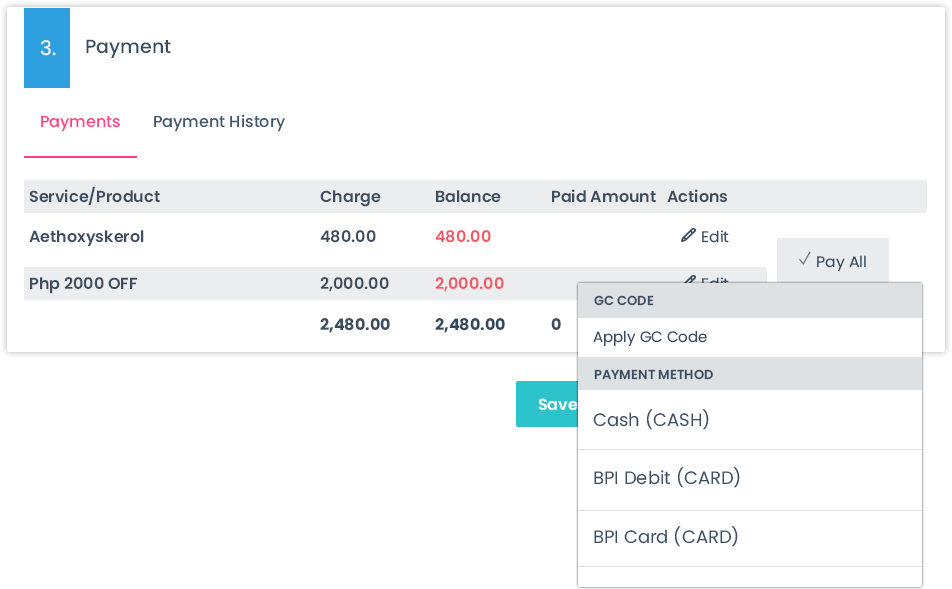 3. Payment
Payments Payment History
Service/Product Charge Balance Paid Amount Actions
Aethoxyskerol 480.00 480.00 Edit
Pay All
Php 2000 OFF 2,000.00 2,000.00 Edit
GC CODE
2,480.00 2,480.00 0
Apply GC Code
PAYMENT METHOD
Save
Cash (CASH)
BPI Debit (CARD)
BPI Card (CARD)